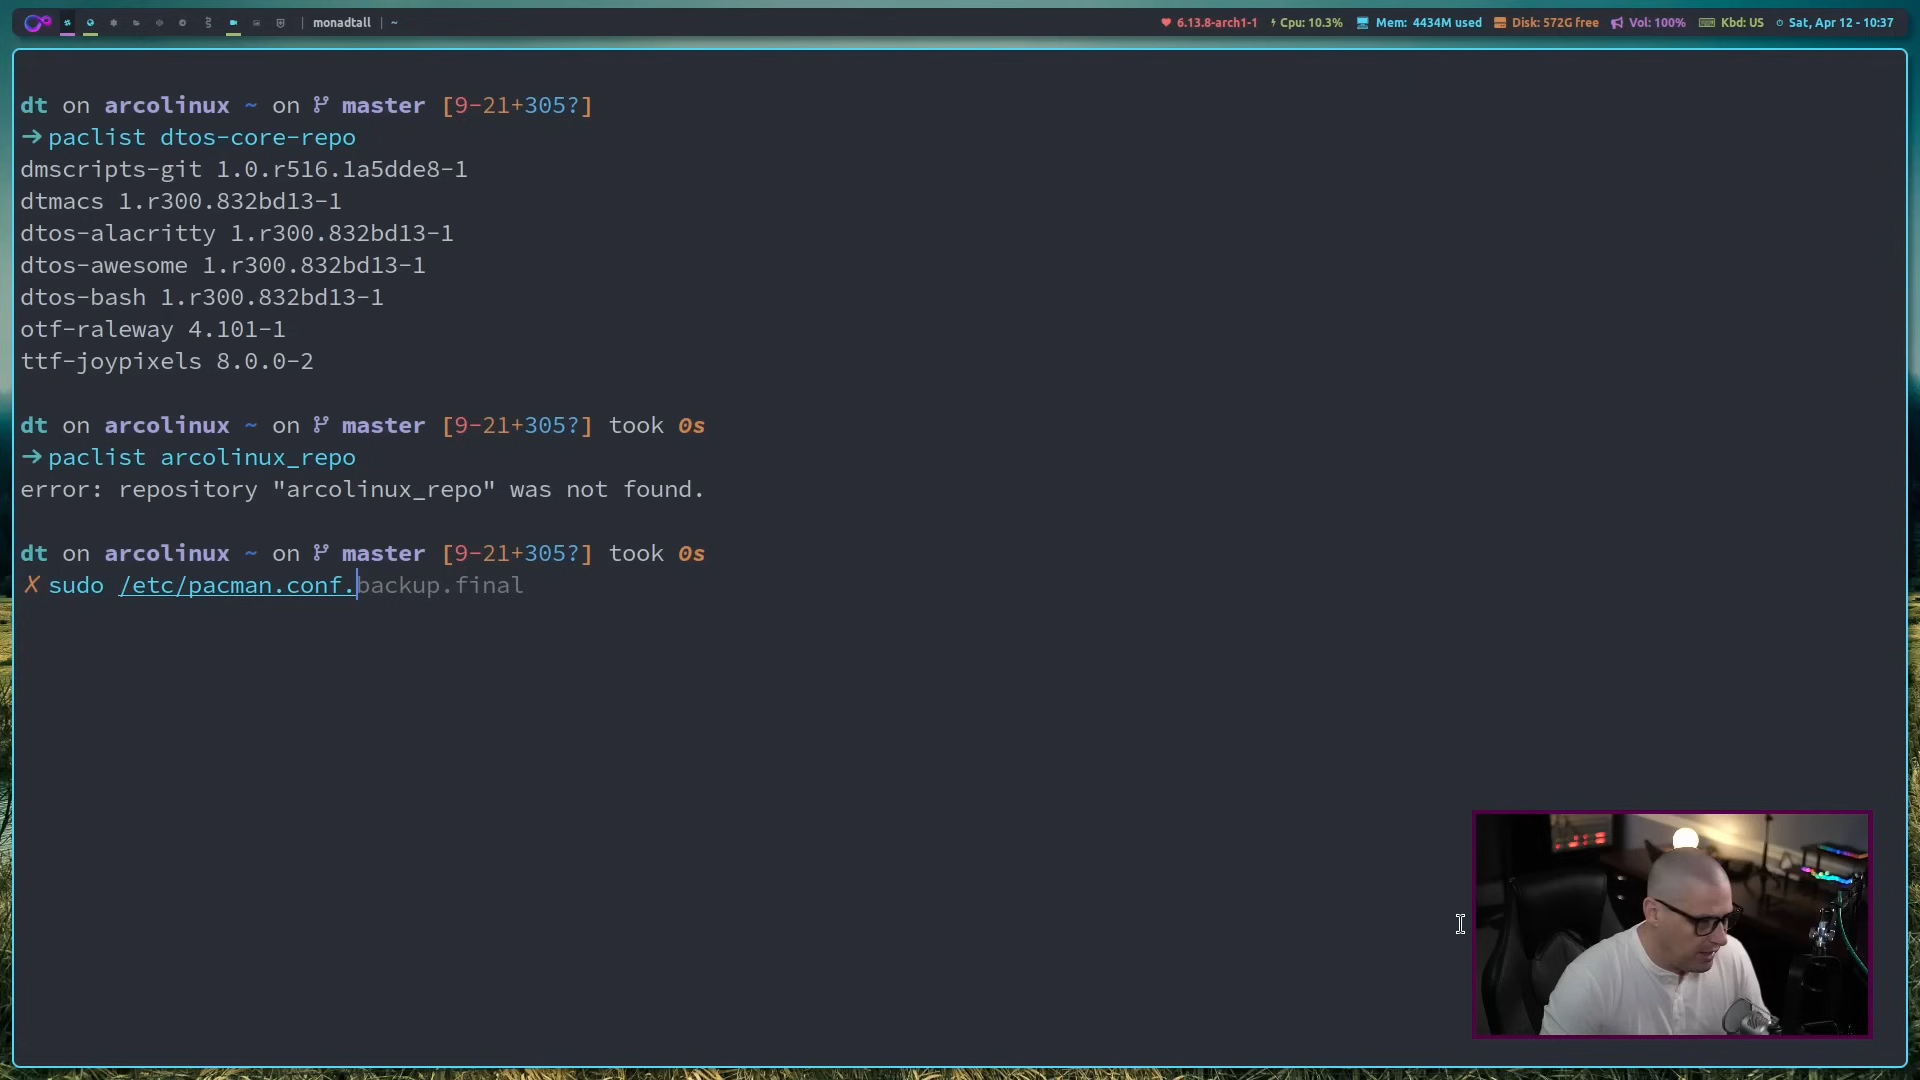 monadtall | ~ 6.13.8-arch1-1 Cpu: 10.3% Mem: 4434M used Disk: 572G free Vol: 100% Kbd: US Sat, Apr 12 - 10:37
dt on arcolinux ~ on master [9-21+305?]
→paclist dtos-core-repo
dmscripts-git 1.0.r516.1a5dde8-1
dtmacs 1.r300.832bd13-1
dtos-alacritty 1.r300.832bd13-1
dtos-awesome 1.r300.832bd13-1
dtos-bash 1.r300.832bd13-1
otf-raleway 4.101-1
ttf-joypixels 8.0.0-2
dt on arcolinux ~ on master [9-21+305?] took 0s
→paclist arcolinux_repo
error: repository "arcolinux_repo" was not found.
dt on arcolinux ~ on master [9-21+305?] took 0s
✗ sudo /etc/pacman.conf.backup.final